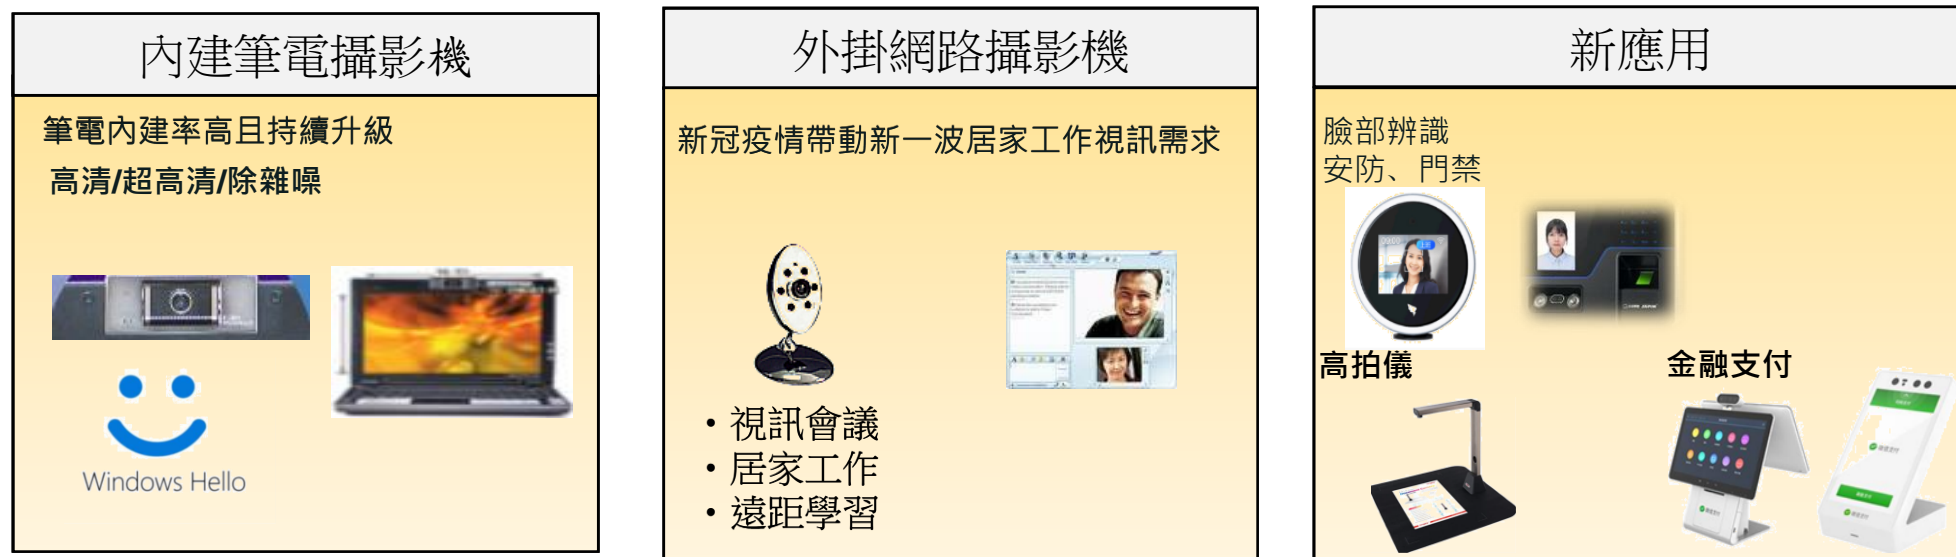 內建筆電攝影機
筆電內建率高且持續升級
高清/超高清/除雜噪
Windows Hello
外掛網路攝影機
新冠疫情帶動新一波居家工作視訊需求
・視訊會議
・居家工作
・遠距學習
新應用
臉部辨識
安防、門禁
高拍儀
金融支付